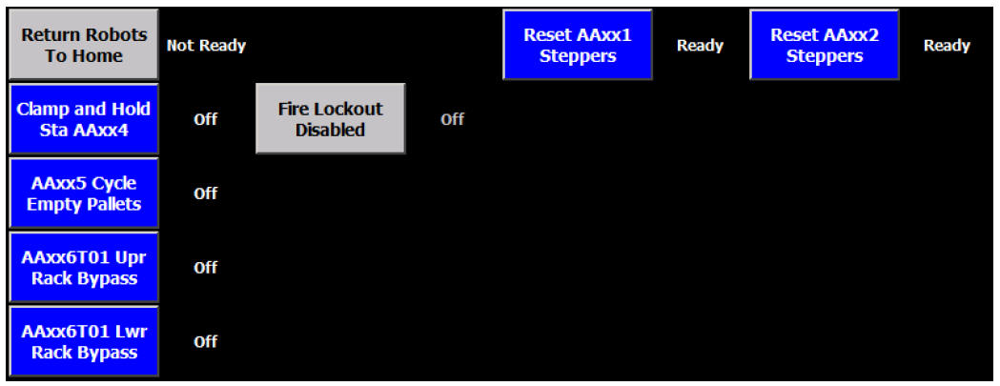 Return Robots
To Home
Not Ready
Reset AAxx1
Steppers
Ready
Reset AAxx2
Steppers
Ready
Clamp and Hold
Sta AAxx4
Off
Fire Lockout
Disabled
Off
AAxx5 Cycle
Empty Pallets
Off
AAxx6T01 Upr
Rack Bypass
Off
AAxx6T01 Lwr
Rack Bypass
Off